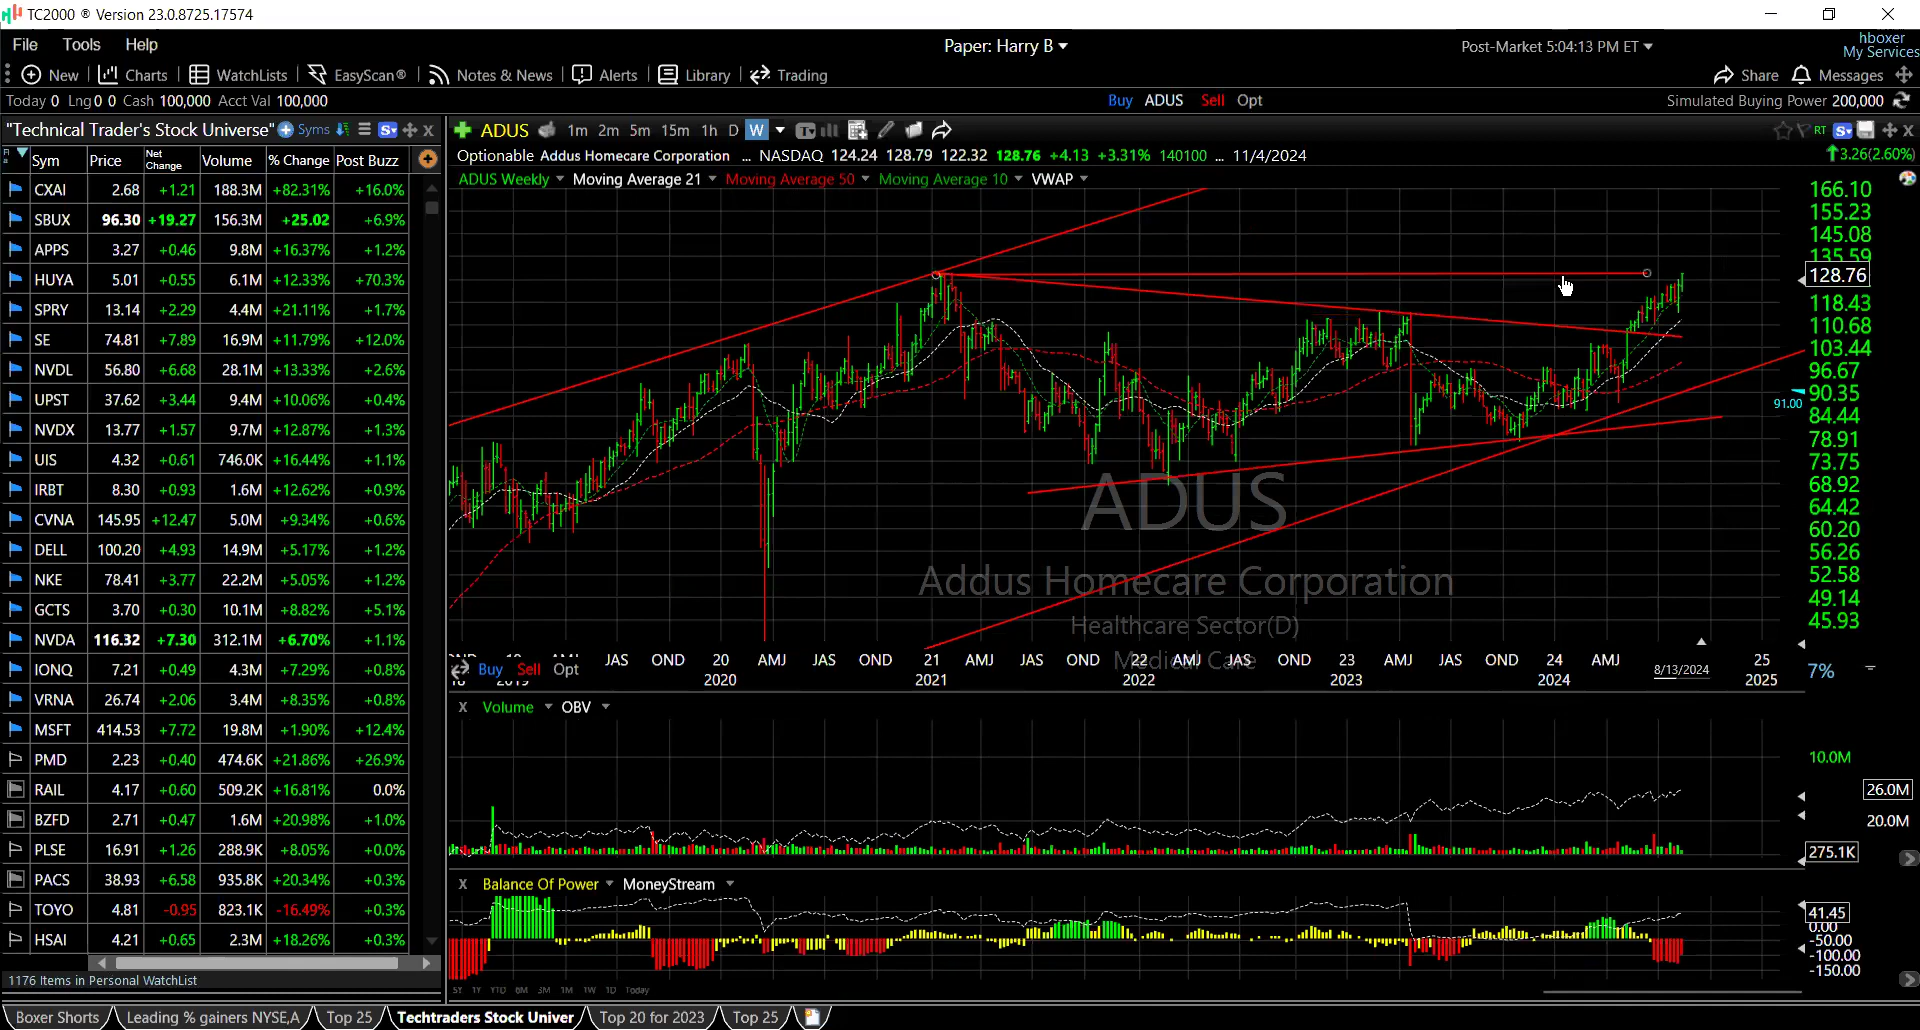 TC2000 ® Version 23.0.8725.17574
File Tools Help
Paper: Harry B
Post-Market 5:04:13 PM ET
hboxer
My Services
New Charts WatchLists EasyScan® Notes & News Alerts Library Trading
Share Messages
Today 0 Lng 0 0 Cash 100,000 Acct Val 100,000
Buy ADUS Sell Opt
Simulated Buying Power 200,000
"Technical Trader's Stock Universe" Syms
ADUS 1m 2m 5m 15m 1h D W
RT
Sym Price Net Change Volume % Change Post Buzz
Optionable Addus Homecare Corporation ... NASDAQ 124.24 128.79 122.32 128.76 +4.13 +3.31% 140100 ... 11/4/2024
3.26(2.60%)
ADUS Weekly Moving Average 21 Moving Average 50 Moving Average 10 VWAP
CXAI 2.68 +1.21 188.3M +82.31% +16.0%
SBUX 96.30 +19.27 156.3M +25.02 +6.9%
APPS 3.27 +0.46 9.8M +16.37% +1.2%
HUYA 5.01 +0.55 6.1M +12.33% +70.3%
SPRY 13.14 +2.29 4.4M +21.11% +1.7%
SE 74.81 +7.89 16.9M +11.79% +12.0%
NVDL 56.80 +6.68 28.1M +13.33% +2.6%
UPST 37.62 +3.44 9.4M +10.06% +0.4%
NVDX 13.77 +1.57 9.7M +12.87% +1.3%
UIS 4.32 +0.61 746.0K +16.44% +1.1%
IRBT 8.30 +0.93 1.6M +12.62% +0.9%
CVNA 145.95 +12.47 5.0M +9.34% +0.6%
DELL 100.20 +4.93 14.9M +5.17% +1.2%
NKE 78.41 +3.77 22.2M +5.05% +1.2%
GCTS 3.70 +0.30 10.1M +8.82% +5.1%
NVDA 116.32 +7.30 312.1M +6.70% +1.1%
IONQ 7.21 +0.49 4.3M +7.29% +0.8%
VRNA 26.74 +2.06 3.4M +8.35% +0.8%
MSFT 414.53 +7.72 19.8M +1.90% +12.4%
PMD 2.23 +0.40 474.6K +21.86% +26.9%
RAIL 4.17 +0.60 509.2K +16.81% 0.0%
BZFD 2.71 +0.47 1.6M +20.98% +1.0%
PLSE 16.91 +1.26 288.9K +8.05% +0.0%
PACS 38.93 +6.58 935.8K +20.34% +0.3%
TOYO 4.81 -0.95 823.1K -16.49% +0.3%
HSAI 4.21 +0.65 2.3M +18.26% +0.3%
1176 Items in Personal WatchList
166.10
155.23
145.08
135.59
128.76
118.43
110.68
103.44
96.67
90.35
91.00
84.44
78.91
73.75
68.92
64.42
60.20
56.26
52.58
49.14
45.93
ADUS
Addus Homecare Corporation
Healthcare Sector(D)
Medical Care
JAS OND 20 AMJ JAS OND 21 AMJ JAS OND 22 AMJ JAS OND 23 AMJ JAS OND 24 AMJ 25
Buy Sell Opt
2020 2021 2022 2023 2024 8/13/2024 2025
7%
X Volume OBV
10.0M
26.0M
20.0M
275.1K
X Balance Of Power MoneyStream
41.45
0.00
-50.00
-100.00
-150.00
5Y 1Y YTD 6M 3M 1M 1W 1D Today
Boxer Shorts Leading % gainers NYSE,A Top 25 Techtraders Stock Univer Top 20 for 2023 Top 25